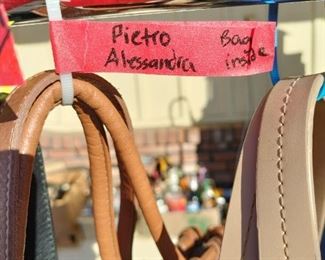 Pietro
Alessandra
Bag
inside